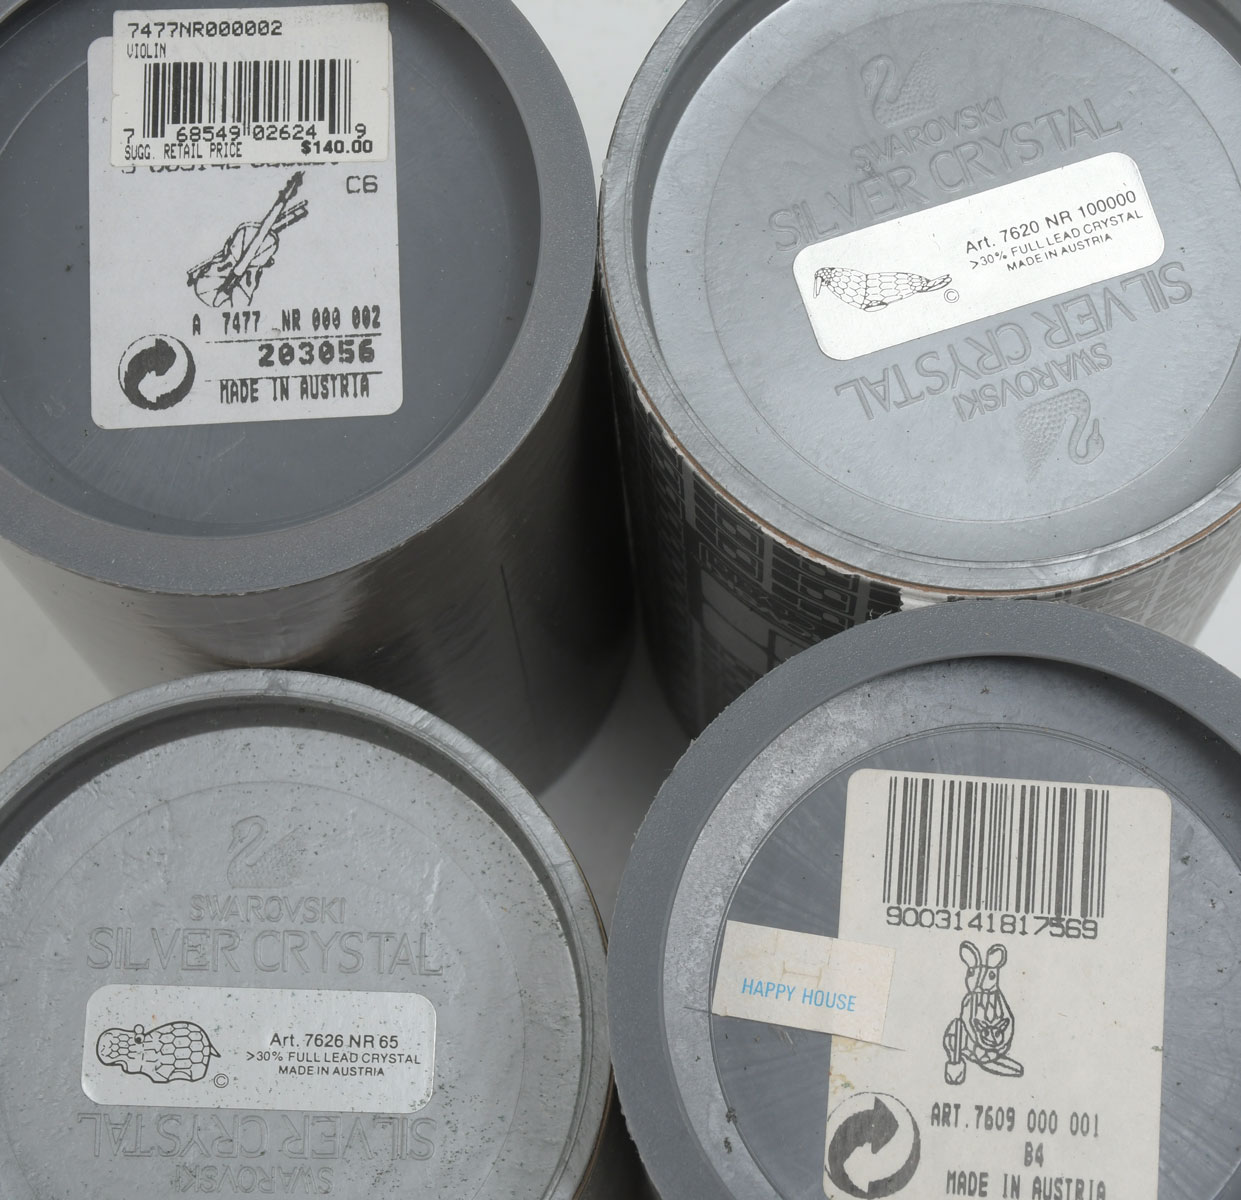 7477NR000002
VIOLIN
7 68549 02624 9
SUGG. RETAIL PRICE $140.00
C6
A 7477 NR 000 002
203056
MADE IN AUSTRIA
SWAROVSKI
SILVER CRYSTAL
Art. 7620 NR 100000
>30% FULL LEAD CRYSTAL
MADE IN AUSTRIA
©
SILVER CRYSTAL
SWAROVSKI
SWAROVSKI
SILVER CRYSTAL
Art. 7626 NR 65
>30% FULL LEAD CRYSTAL
MADE IN AUSTRIA
©
SILVER CRYSTAL
SWAROVSKI
9003141817569
HAPPY HOUSE
ART.7609 000 001
B4
MADE IN AUSTRIA